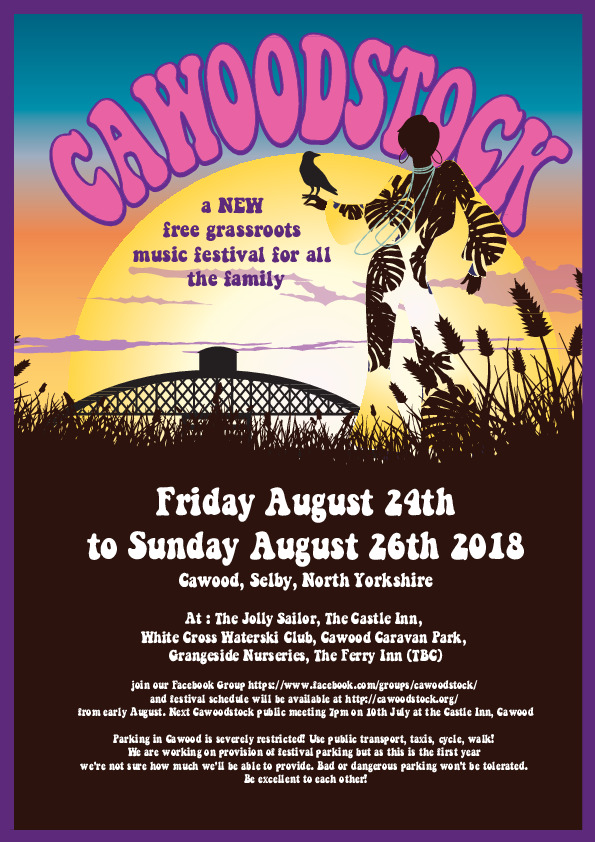 CAWOODSTOCK
a NEW
free grassroots
music festival for all
the family
Friday August 24th
to Sunday August 26th 2018
Cawood, Selby, North Yorkshire
At : The Jolly Sailor, The Castle Inn,
White Cross Waterski Club, Cawood Caravan Park,
Grangeside Nurseries, The Ferry Inn (TBC)
join our Facebook Group https://www.facebook.com/groups/cawoodstock/
and festival schedule will be available at http://cawoodstock.org/
from early August. Next Cawoodstock public meeting 7pm on 10th July at the Castle Inn, Cawood
Parking in Cawood is severely restricted! Use public transport, taxis, cycle, walk!
We are working on provision of festival parking but as this is the first year
we're not sure how much we'll be able to provide. Bad or dangerous parking won't be tolerated.
Be excellent to each other!